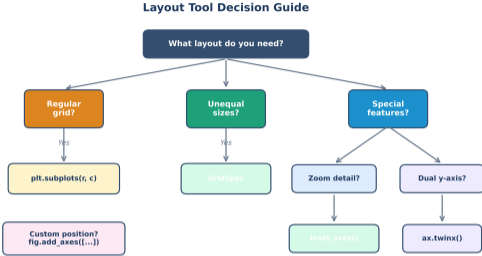 Layout Tool Decision Guide
What layout do you need?
Regular
grid?
Unequal
sizes?
Special
features?
Yes
Yes
plt.subplots(r, c)
GridSpec
Zoom detail?
Dual y-axis?
Custom position?
fig.add_axes([...])
inset_axes()
ax.twinx()